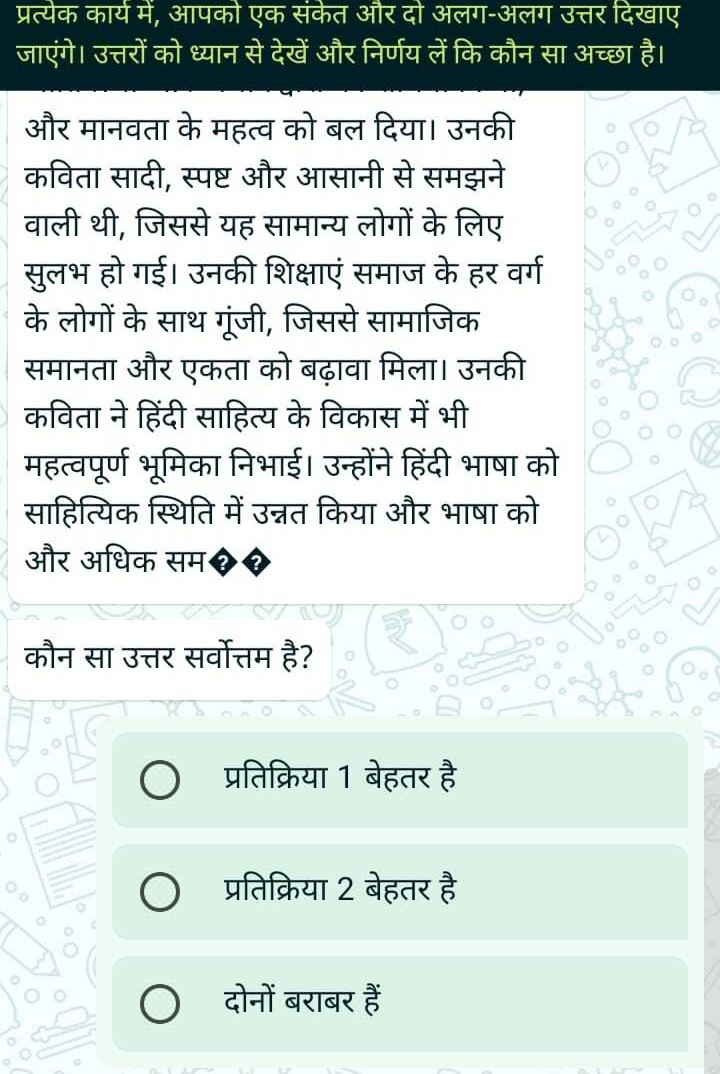 प्रत्येक कार्य में, आपको एक संकेत और दो अलग-अलग उत्तर दिखाए
जाएंगे। उत्तरों को ध्यान से देखें और निर्णय लें कि कौन सा अच्छा है।
और मानवता के महत्व को बल दिया। उनकी
कविता सादी, स्पष्ट और आसानी से समझने
वाली थी, जिससे यह सामान्य लोगों के लिए
सुलभ हो गई। उनकी शिक्षाएं समाज के हर वर्ग
के लोगों के साथ गूंजी, जिससे सामाजिक
समानता और एकता को बढ़ावा मिला। उनकी
कविता ने हिंदी साहित्य के विकास में भी
महत्वपूर्ण भूमिका निभाई। उन्होंने हिंदी भाषा को
साहित्यिक स्थिति में उन्नत किया और भाषा को
और अधिक सम��
कौन सा उत्तर सर्वोत्तम है?
प्रतिक्रिया 1 बेहतर है
प्रतिक्रिया 2 बेहतर है
दोनों बराबर हैं